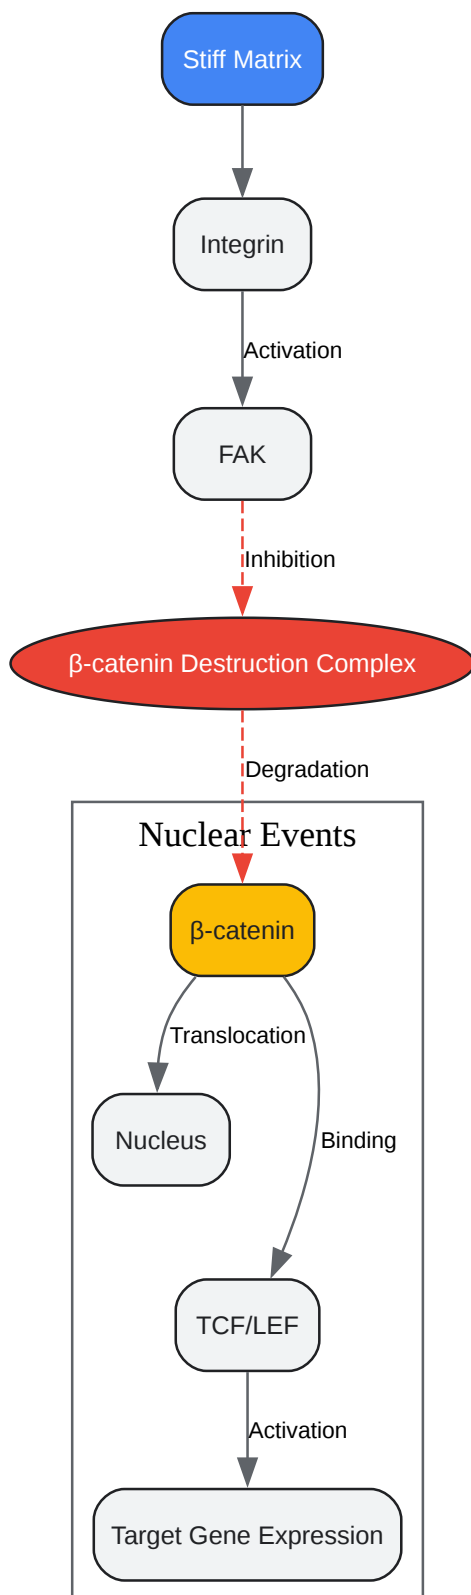 Stiff Matrix
Integrin
Activation
FAK
Inhibition
β-catenin Destruction Complex
Degradation
Nuclear Events
β-catenin
Translocation
Nucleus
Binding
TCF/LEF
Activation
Target Gene Expression